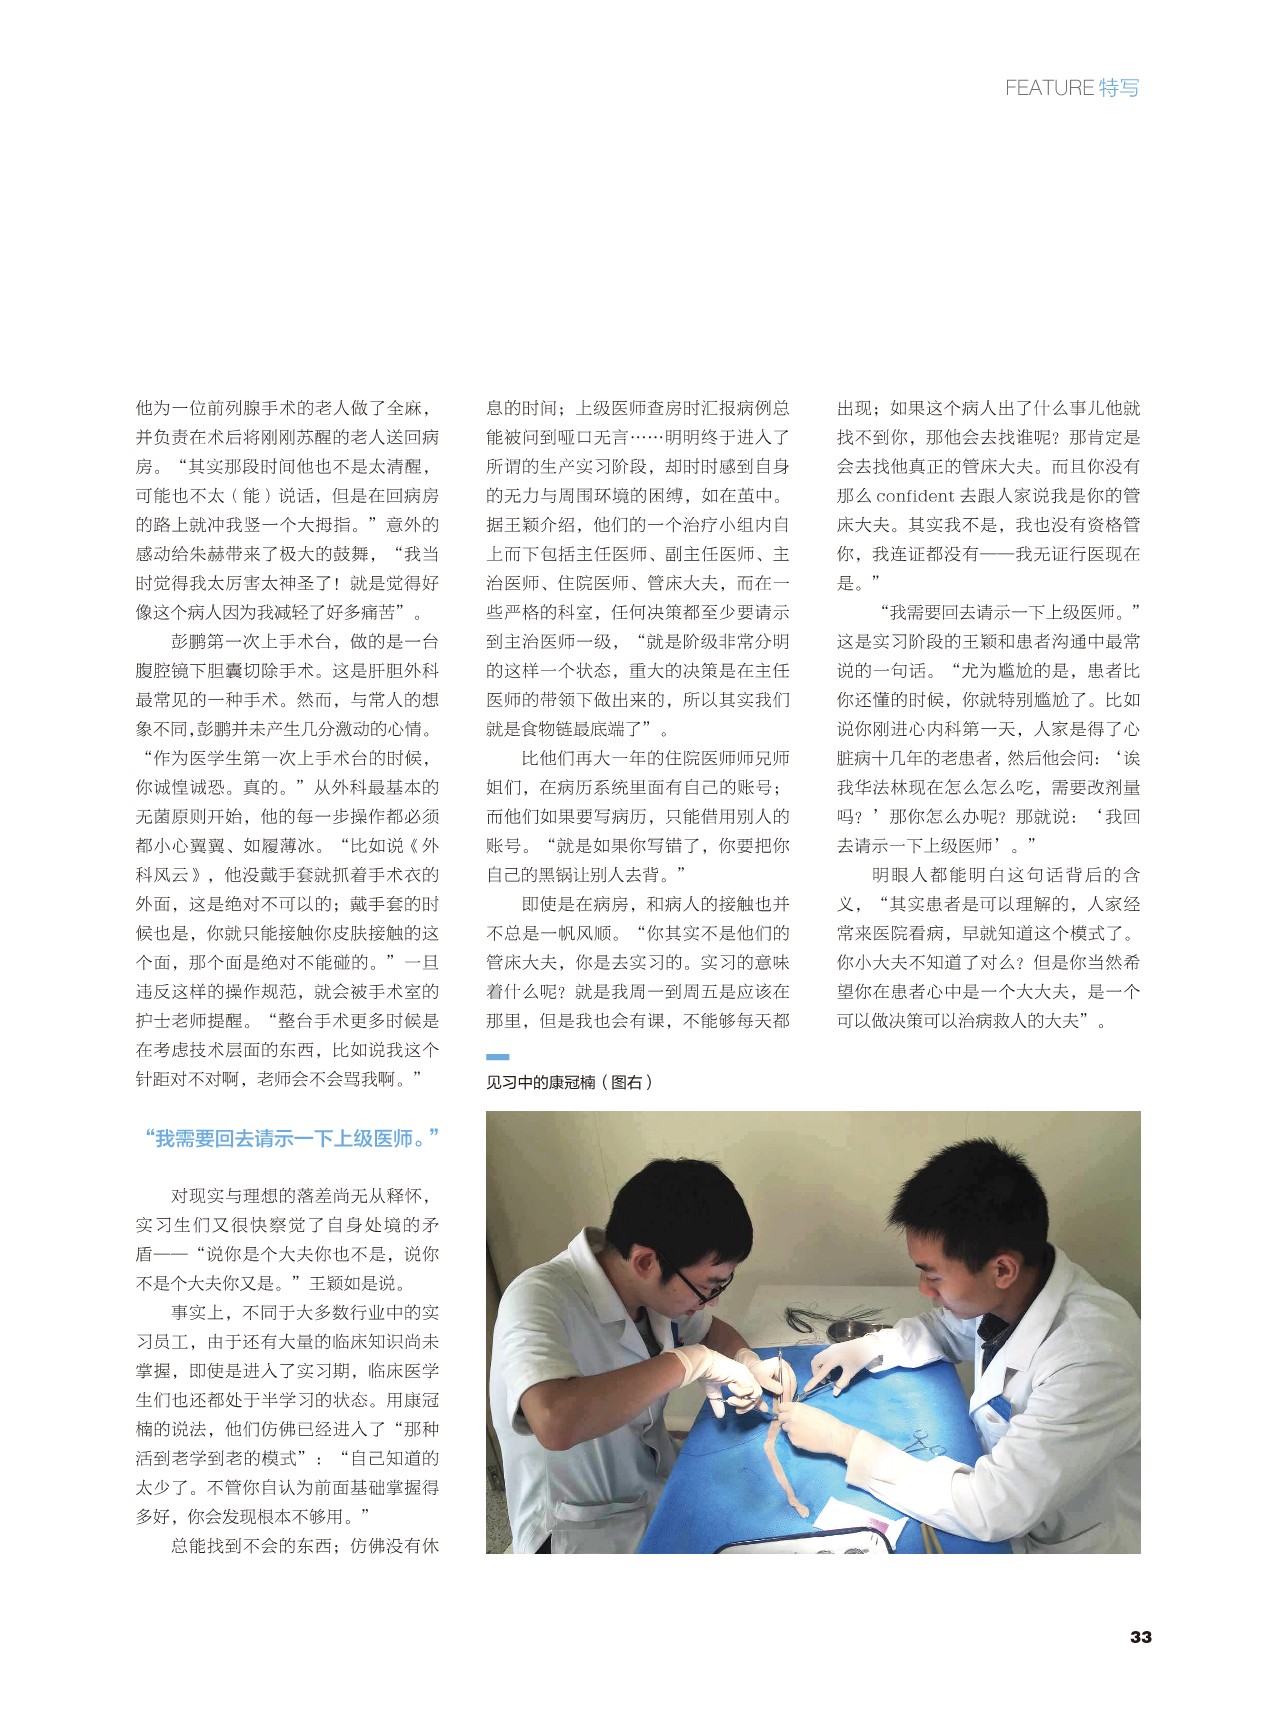 FEATURE 特写
他为一位前列腺手术的老人做了全麻，
并负责在术后将刚刚苏醒的老人送回病
房。“其实那段时间他也不是太清醒，
可能也不太（能）说话，但是在回病房
的路上就冲我竖一个大拇指。”意外的
感动给朱赫带来了极大的鼓舞，“我当
时觉得我太厉害太神圣了！就是觉得好
像这个病人因为我减轻了好多痛苦”。
彭鹏第一次上手术台，做的是一台
腹腔镜下胆囊切除手术。这是肝胆外科
最常见的一种手术。然而，与常人的想
象不同,彭鹏并未产生几分激动的心情。
“作为医学生第一次上手术台的时候，
你诚惶诚恐。真的。”从外科最基本的
无菌原则开始，他的每一步操作都必须
都小心翼翼、如履薄冰。“比如说《外
科风云》，他没戴手套就抓着手术衣的
外面，这是绝对不可以的；戴手套的时
候也是，你就只能接触你皮肤接触的这
个面，那个面是绝对不能碰的。”一旦
违反这样的操作规范，就会被手术室的
护士老师提醒。“整台手术更多时候是
在考虑技术层面的东西，比如说我这个
针距对不对啊，老师会不会骂我啊。”
“我需要回去请示一下上级医师。”
对现实与理想的落差尚无从释怀，
实习生们又很快察觉了自身处境的矛
盾——“说你是个大夫你也不是，说你
不是个大夫你又是。”王颖如是说。
事实上，不同于大多数行业中的实
习员工，由于还有大量的临床知识尚未
掌握，即使是进入了实习期，临床医学
生们也还都处于半学习的状态。用康冠
楠的说法，他们仿佛已经进入了“那种
活到老学到老的模式”：“自己知道的
太少了。不管你自认为前面基础掌握得
多好，你会发现根本不够用。”
总能找到不会的东西；仿佛没有休
息的时间；上级医师查房时汇报病例总
能被问到哑口无言……明明终于进入了
所谓的生产实习阶段，却时时感到自身
的无力与周围环境的困缚，如在茧中。
据王颖介绍，他们的一个治疗小组内自
上而下包括主任医师、副主任医师、主
治医师、住院医师、管床大夫，而在一
些严格的科室，任何决策都至少要请示
到主治医师一级，“就是阶级非常分明
的这样一个状态，重大的决策是在主任
医师的带领下做出来的，所以其实我们
就是食物链最底端了”。
比他们再大一年的住院医师师兄师
姐们，在病历系统里面有自己的账号；
而他们如果要写病历，只能借用别人的
账号。“就是如果你写错了，你要把你
自己的黑锅让别人去背。”
即使是在病房，和病人的接触也并
不总是一帆风顺。“你其实不是他们的
管床大夫，你是去实习的。实习的意味
着什么呢？就是我周一到周五是应该在
那里，但是我也会有课，不能够每天都
出现；如果这个病人出了什么事儿他就
找不到你，那他会去找谁呢？那肯定是
会去找他真正的管床大夫。而且你没有
那么 confident 去跟人家说我是你的管
床大夫。其实我不是，我也没有资格管
你，我连证都没有——我无证行医现在
是。”
“我需要回去请示一下上级医师。”
这是实习阶段的王颖和患者沟通中最常
说的一句话。“尤为尴尬的是，患者比
你还懂的时候，你就特别尴尬了。比如
说你刚进心内科第一天，人家是得了心
脏病十几年的老患者，然后他会问：‘诶
我华法林现在怎么怎么吃，需要改剂量
吗？’那你怎么办呢？那就说：‘我回
去请示一下上级医师’。”
明眼人都能明白这句话背后的含
义，“其实患者是可以理解的，人家经
常来医院看病，早就知道这个模式了。
你小大夫不知道了对么？但是你当然希
望你在患者心中是一个大大夫，是一个
可以做决策可以治病救人的大夫”。
见习中的康冠楠（图右）
33